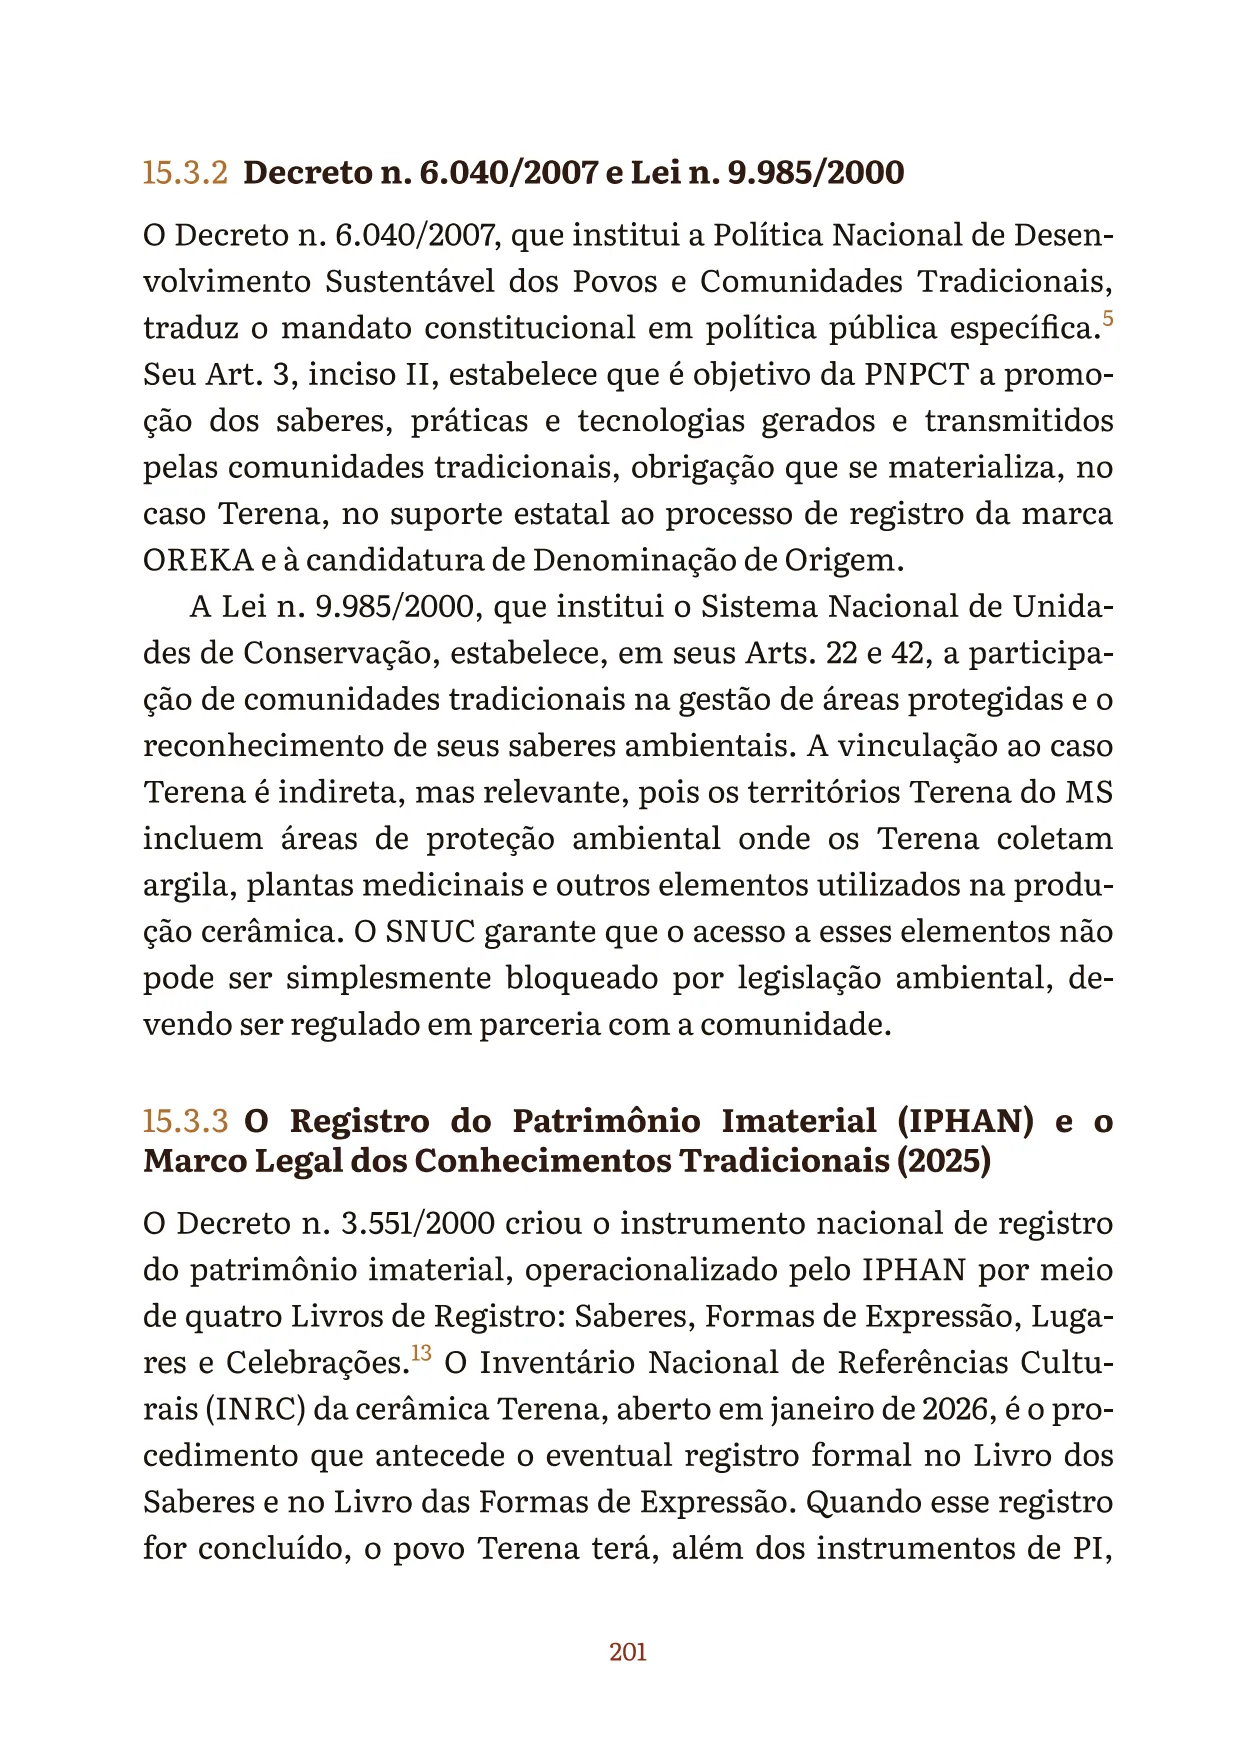 15.3.2 Decreto n. 6.040/2007 e Lei n. 9.985/2000
O Decreto n. 6.040/2007, que institui a Política Nacional de Desen-
volvimento Sustentável dos Povos e Comunidades Tradicionais,
traduz o mandato constitucional em política pública específica.5
Seu Art. 3, inciso II, estabelece que é objetivo da PNPCT a promo-
ção dos saberes, práticas e tecnologias gerados e transmitidos
pelas comunidades tradicionais, obrigação que se materializa, no
caso Terena, no suporte estatal ao processo de registro da marca
OREKA e à candidatura de Denominação de Origem.
A Lei n. 9.985/2000, que institui o Sistema Nacional de Unida-
des de Conservação, estabelece, em seus Arts. 22 e 42, a participa-
ção de comunidades tradicionais na gestão de áreas protegidas e o
reconhecimento de seus saberes ambientais. A vinculação ao caso
Terena é indireta, mas relevante, pois os territórios Terena do MS
incluem áreas de proteção ambiental onde os Terena coletam
argila, plantas medicinais e outros elementos utilizados na produ-
ção cerâmica. O SNUC garante que o acesso a esses elementos não
pode ser simplesmente bloqueado por legislação ambiental, de-
vendo ser regulado em parceria com a comunidade.
15.3.3 O Registro do Patrimônio Imaterial (IPHAN) e o
Marco Legal dos Conhecimentos Tradicionais (2025)
O Decreto n. 3.551/2000 criou o instrumento nacional de registro
do patrimônio imaterial, operacionalizado pelo IPHAN por meio
de quatro Livros de Registro: Saberes, Formas de Expressão, Luga-
res e Celebrações.13 O Inventário Nacional de Referências Cultu-
rais (INRC) da cerâmica Terena, aberto em janeiro de 2026, é o pro-
cedimento que antecede o eventual registro formal no Livro dos
Saberes e no Livro das Formas de Expressão. Quando esse registro
for concluído, o povo Terena terá, além dos instrumentos de PI,
201